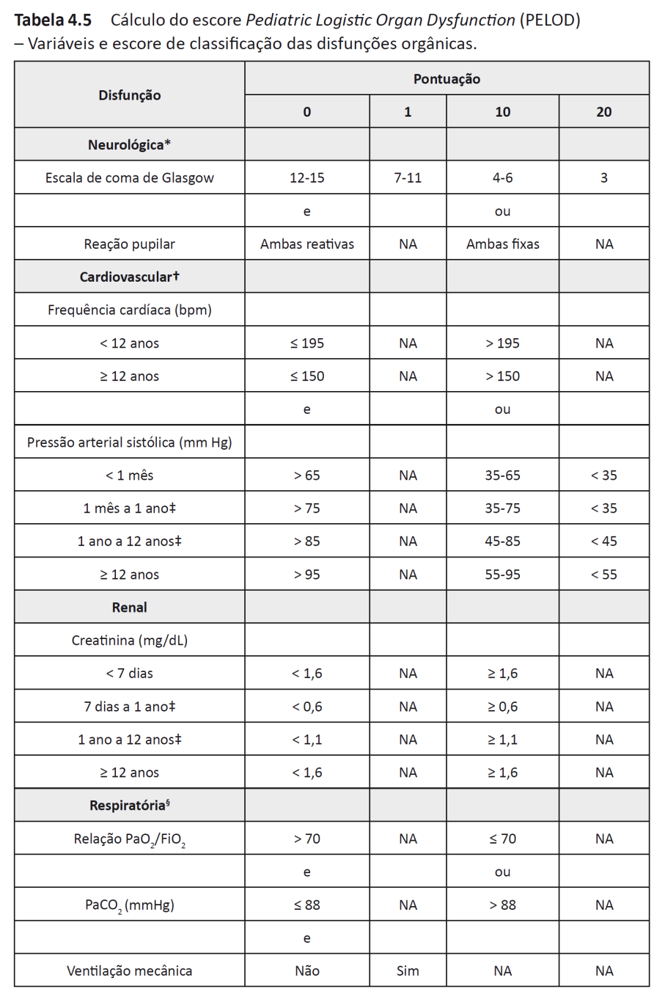 Tabela 4.5 Cálculo do escore Pediatric Logistic Organ Dysfunction (PELOD)
– Variáveis e escore de classificação das disfunções orgânicas.
Disfunção Pontuação
0 1 10 20
Neurológica*
Escala de coma de Glasgow 12-15 7-11 4-6 3
e ou
Reação pupilar Ambas reativas NA Ambas fixas NA
Cardiovascular†
Frequência cardíaca (bpm)
< 12 anos ≤ 195 NA > 195 NA
≥ 12 anos ≤ 150 NA > 150 NA
e ou
Pressão arterial sistólica (mm Hg)
< 1 mês > 65 NA 35-65 < 35
1 mês a 1 ano‡ > 75 NA 35-75 < 35
1 ano a 12 anos‡ > 85 NA 45-85 < 45
≥ 12 anos > 95 NA 55-95 < 55
Renal
Creatinina (mg/dL)
< 7 dias < 1,6 NA ≥ 1,6 NA
7 dias a 1 ano‡ < 0,6 NA ≥ 0,6 NA
1 ano a 12 anos‡ < 1,1 NA ≥ 1,1 NA
≥ 12 anos < 1,6 NA ≥ 1,6 NA
Respiratória§
Relação PaO₂/FiO₂ > 70 NA ≤ 70 NA
e ou
PaCO₂ (mmHg) ≤ 88 NA > 88 NA
e
Ventilação mecânica Não Sim NA NA